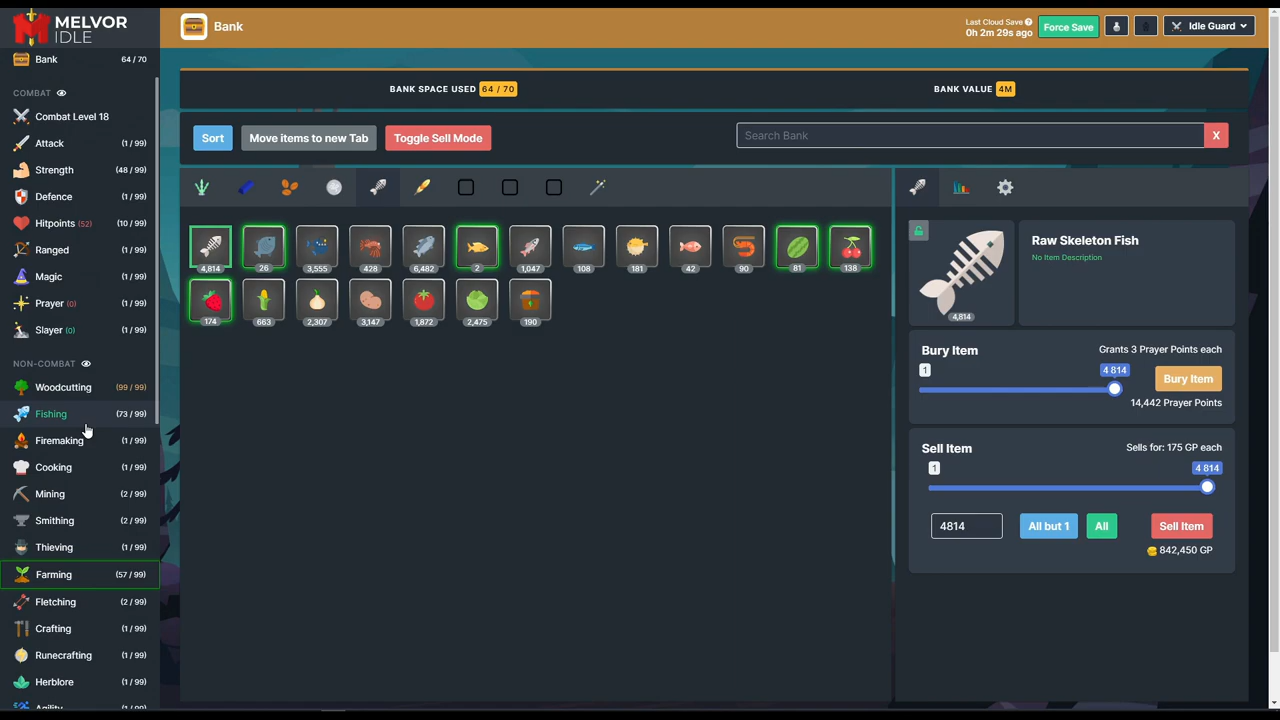 MELVOR
IDLE
Bank
Last Cloud Save
0h 2m 29s ago
Force Save
Idle Guard
Bank 64 / 70
COMBAT
Combat Level 18
Attack (1 / 99)
Strength (48 / 99)
Defence (1 / 99)
Hitpoints (52) (10 / 99)
Ranged (1 / 99)
Magic (1 / 99)
Prayer (0) (1 / 99)
Slayer (0) (1 / 99)
NON-COMBAT
Woodcutting (99 / 99)
Fishing (73 / 99)
Firemaking (1 / 99)
Cooking (1 / 99)
Mining (2 / 99)
Smithing (2 / 99)
Thieving (1 / 99)
Farming (57 / 99)
Fletching (2 / 99)
Crafting (1 / 99)
Runecrafting (1 / 99)
Herblore (1 / 99)
Agility (1 / 99)
BANK SPACE USED 64 / 70
BANK VALUE 4M
Sort
Move items to new Tab
Toggle Sell Mode
Search Bank
X
4,814 26 3,555 428 6,482 2 1,047 108 181 42 90 81 138
174 663 2,307 3,147 1,872 2,475 190
4,814
Raw Skeleton Fish
No Item Description
Bury Item
Grants 3 Prayer Points each
1
4 814
Bury Item
14,442 Prayer Points
Sell Item
Sells for: 175 GP each
1
4 814
4814
All but 1
All
Sell Item
842,450 GP